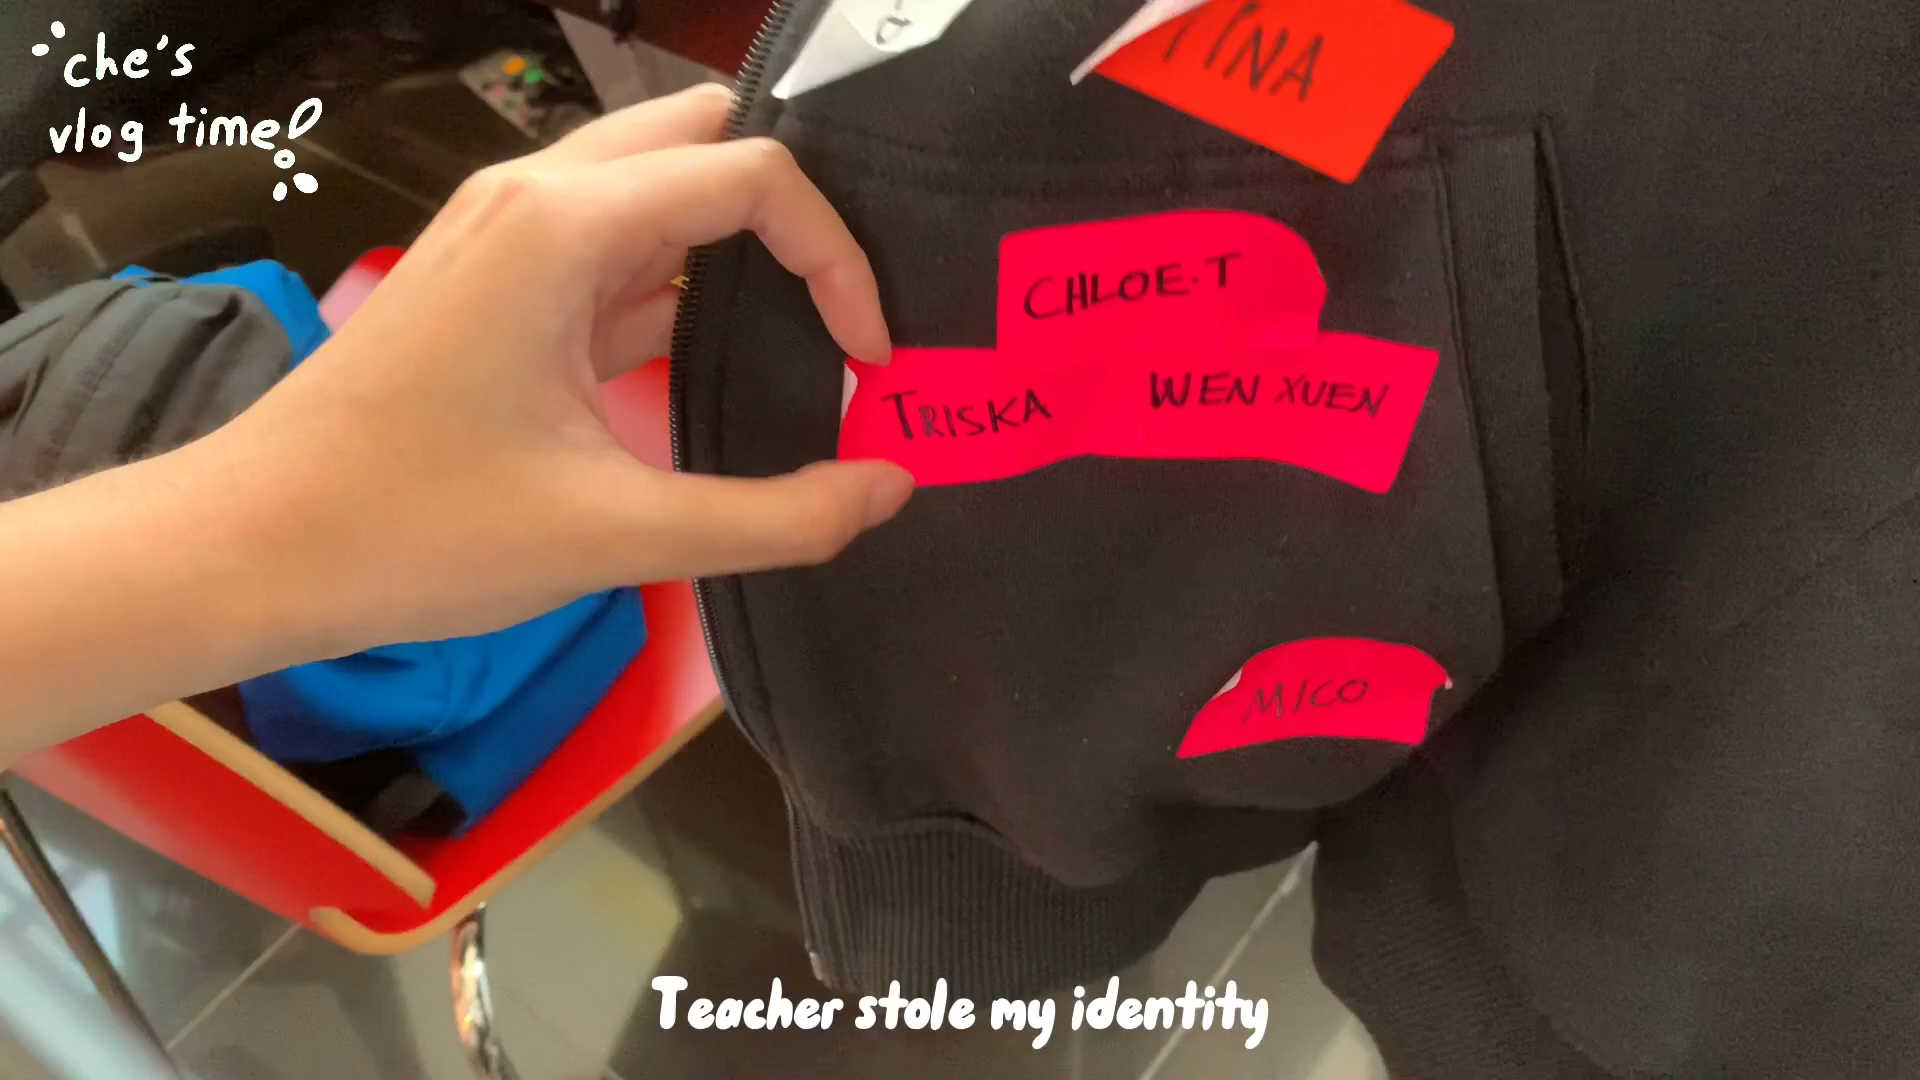 che's
vlog time!
TINA
CHLOE.T
TRISKA
WEN XUEN
MICO
Teacher stole my identity